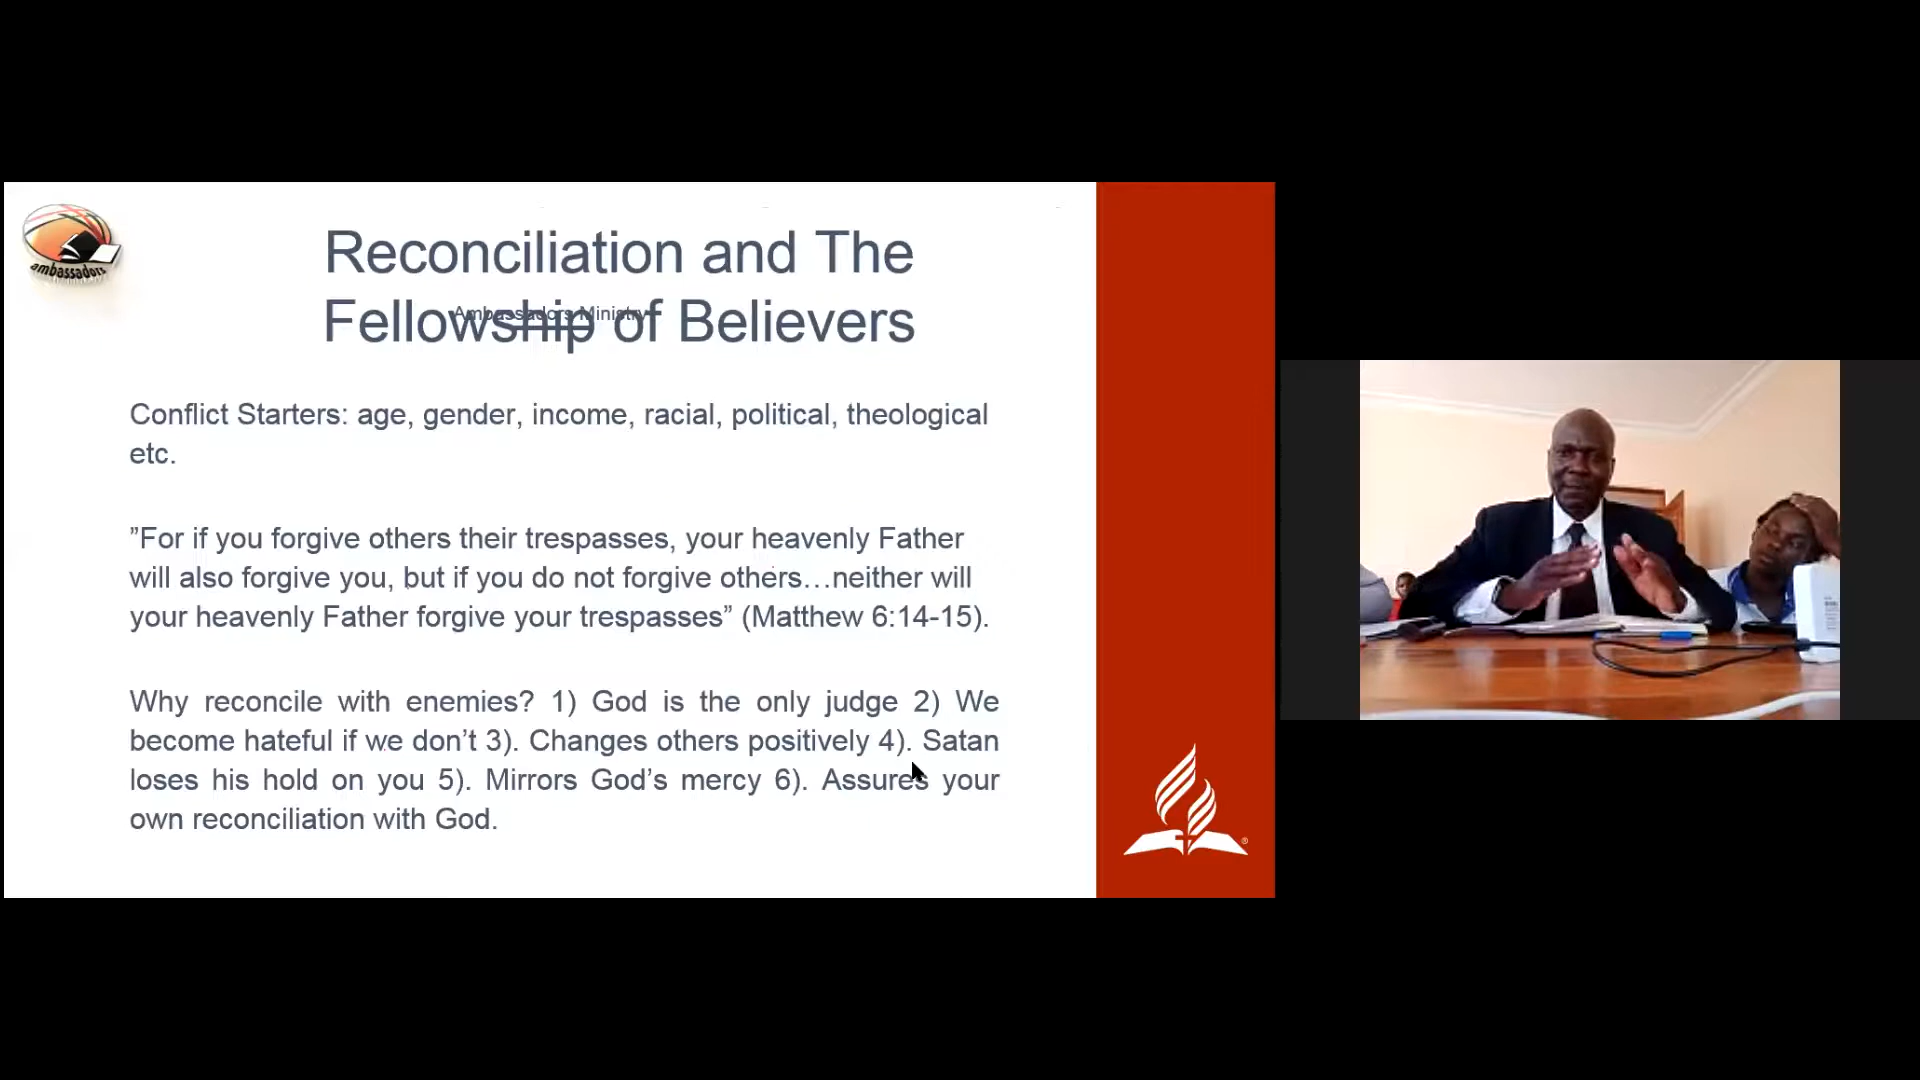 ambassadors
Reconciliation and The
Fellowship of Believers
Ambassadors Ministry
Conflict Starters: age, gender, income, racial, political, theological
etc.
”For if you forgive others their trespasses, your heavenly Father
will also forgive you, but if you do not forgive others…neither will
your heavenly Father forgive your trespasses” (Matthew 6:14-15).
Why reconcile with enemies? 1) God is the only judge 2) We
become hateful if we don’t 3). Changes others positively 4). Satan
loses his hold on you 5). Mirrors God’s mercy 6). Assures your
own reconciliation with God.
®